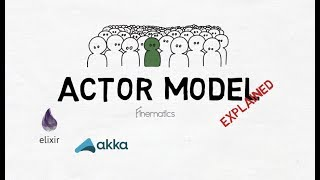 ACTOR MODEL
EXPLAINED
Finematics
elixir
akka